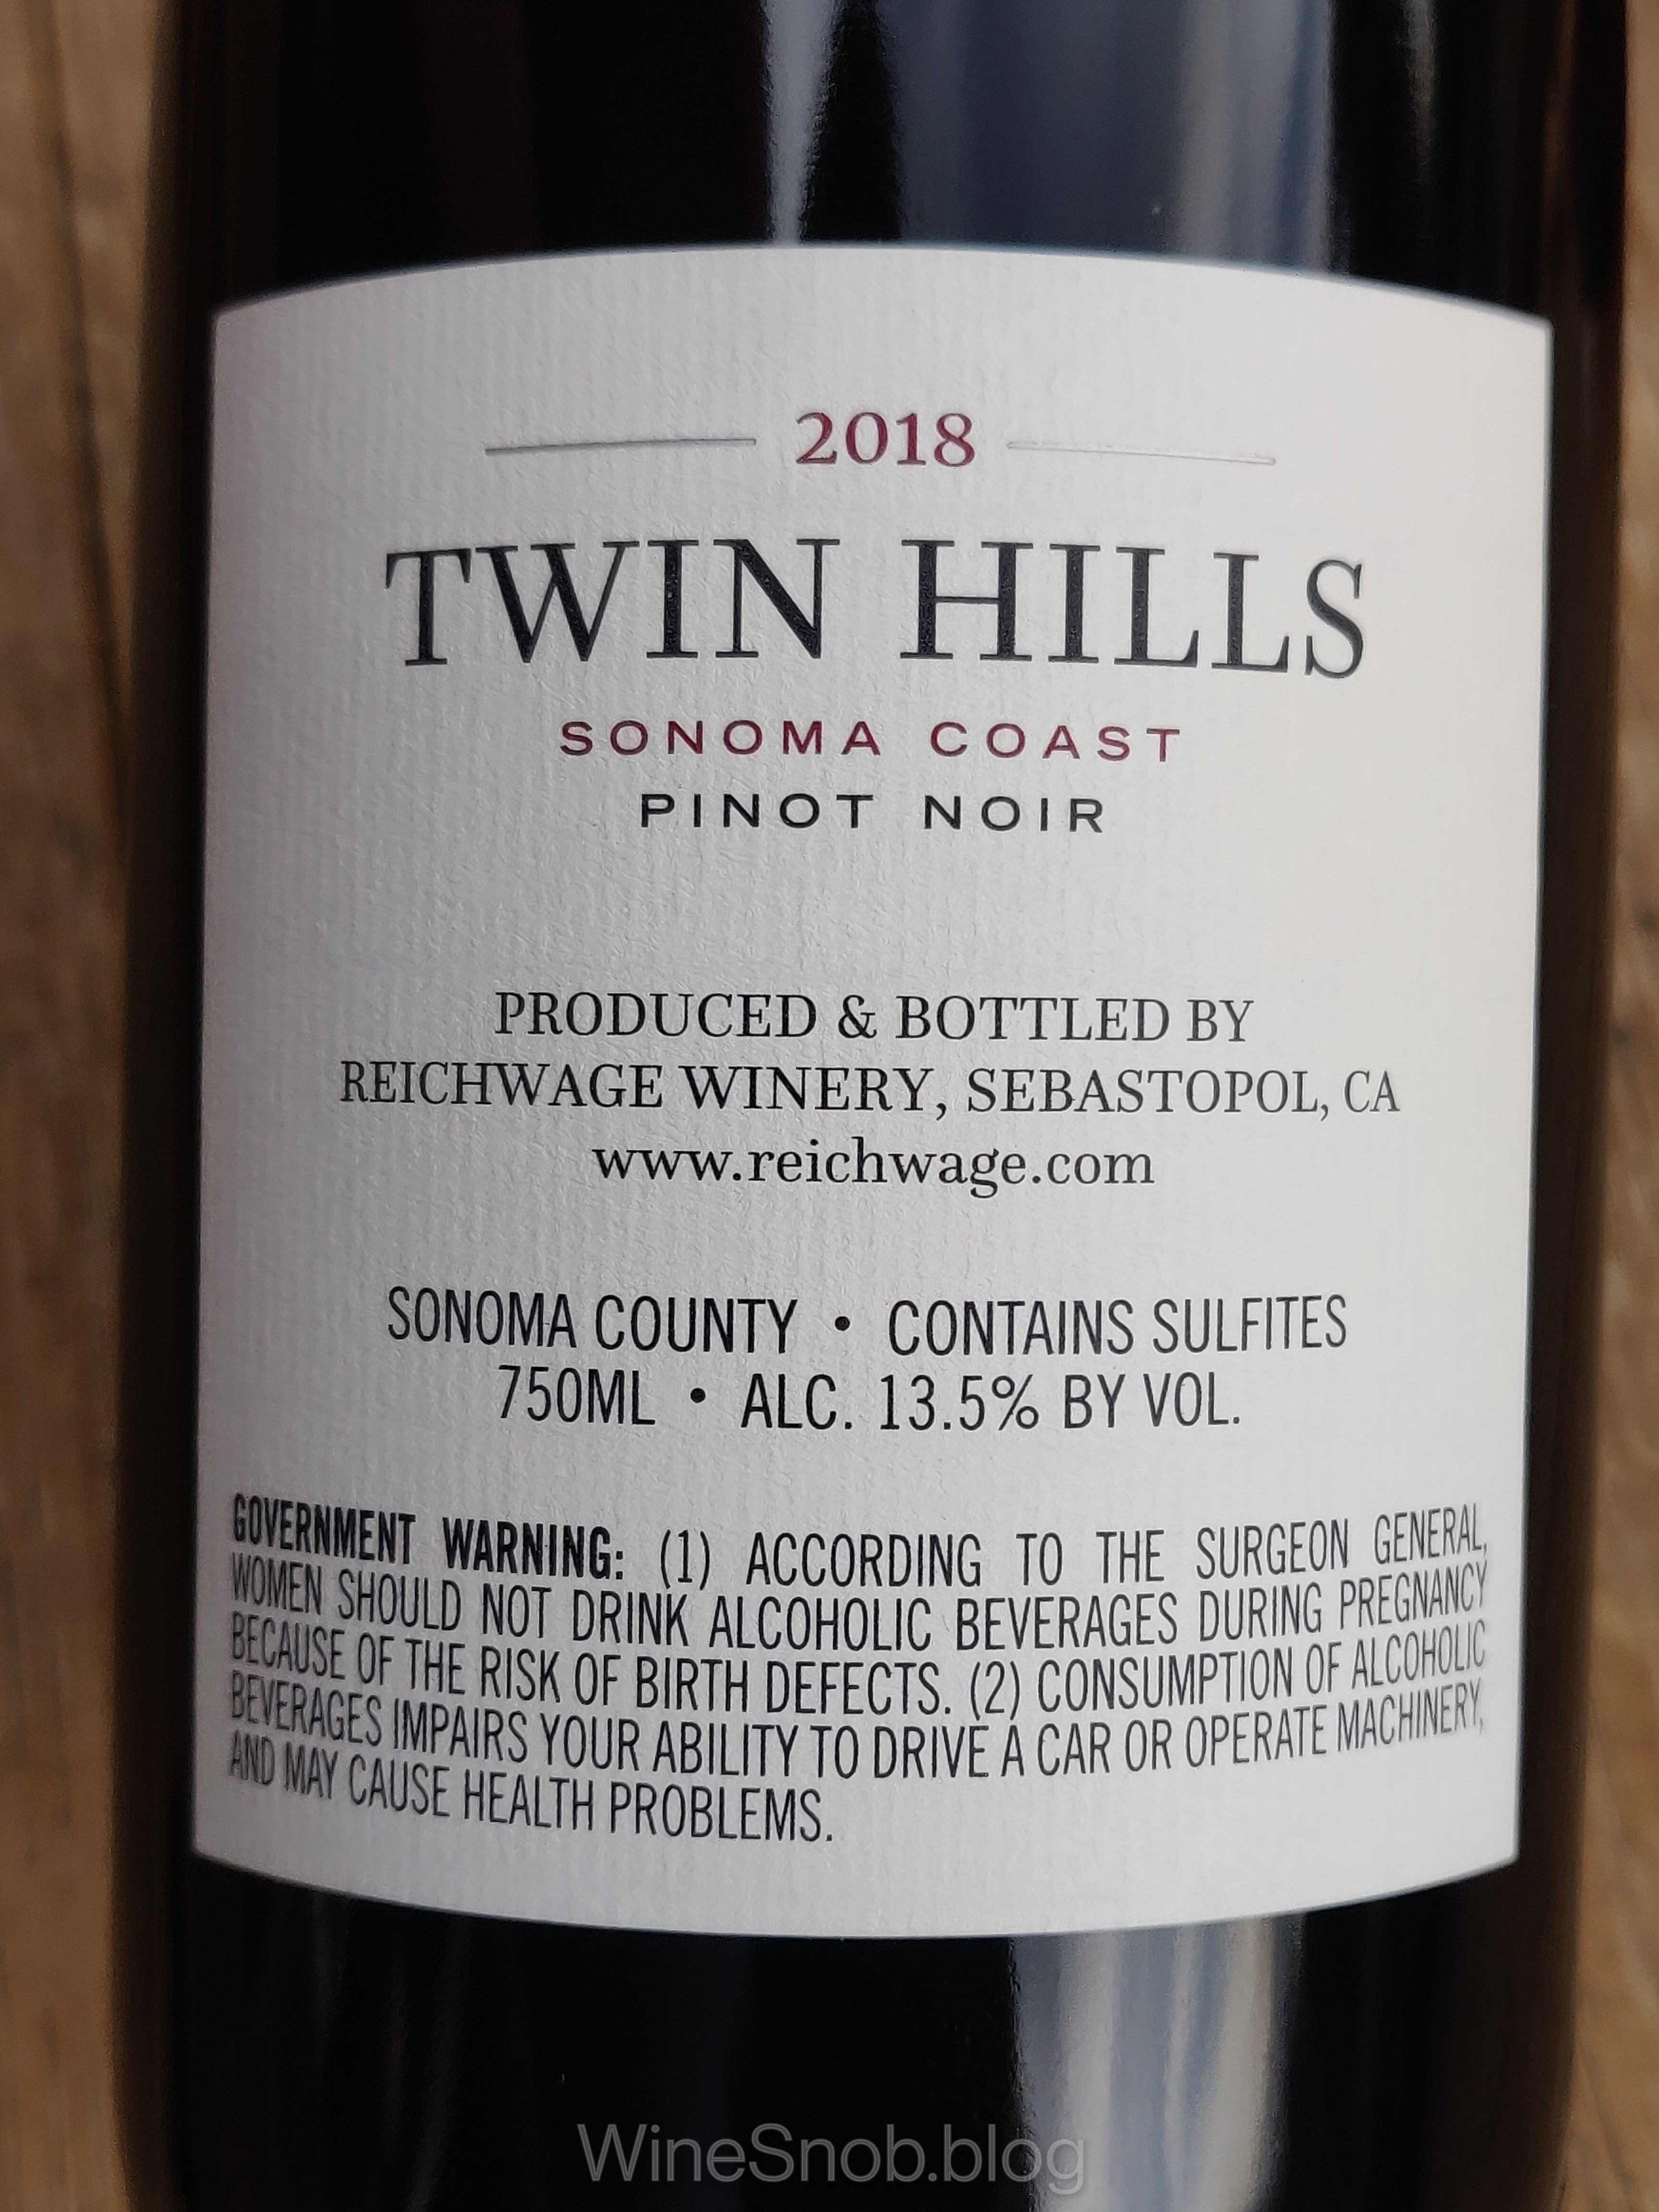 2018
TWIN HILLS
SONOMA COAST
PINOT NOIR
PRODUCED & BOTTLED BY
REICHWAGE WINERY, SEBASTOPOL, CA
www.reichwage.com
SONOMA COUNTY • CONTAINS SULFITES
750ML • ALC. 13.5% BY VOL.
GOVERNMENT WARNING: (1) ACCORDING TO THE SURGEON GENERAL,
WOMEN SHOULD NOT DRINK ALCOHOLIC BEVERAGES DURING PREGNANCY
BECAUSE OF THE RISK OF BIRTH DEFECTS. (2) CONSUMPTION OF ALCOHOLIC
BEVERAGES IMPAIRS YOUR ABILITY TO DRIVE A CAR OR OPERATE MACHINERY,
AND MAY CAUSE HEALTH PROBLEMS.
WineSnob.blog